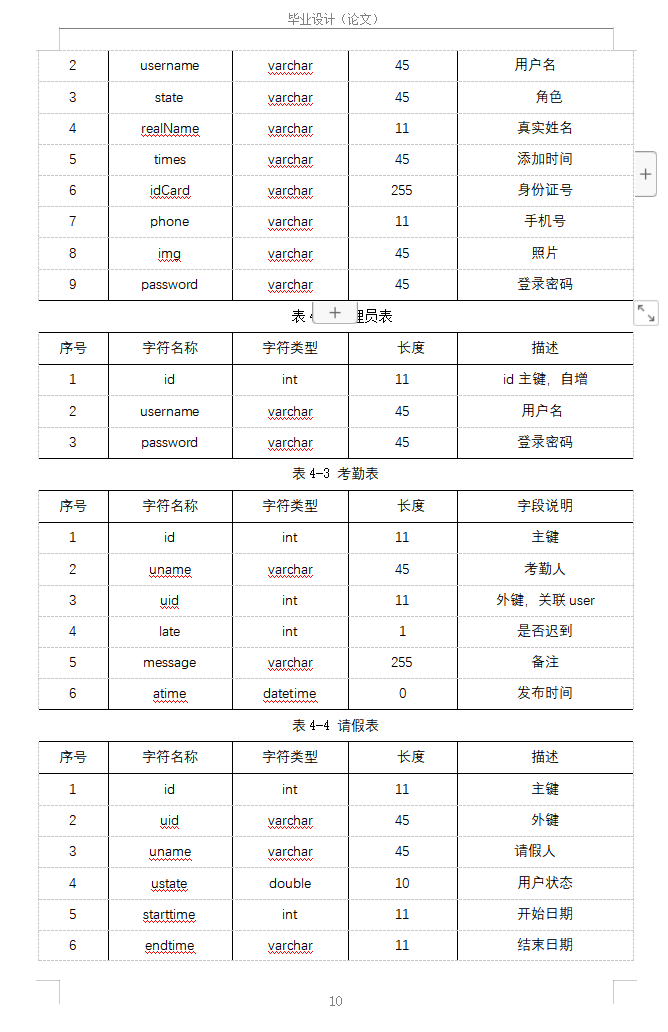 毕业设计（论文）
2 username varchar 45 用户名
3 state varchar 45 角色
4 realName varchar 11 真实姓名
5 times varchar 45 添加时间
6 idCard varchar 255 身份证号
7 phone varchar 11 手机号
8 img varchar 45 照片
9 password varchar 45 登录密码
表 4 理员表
序号 字符名称 字符类型 长度 描述
1 id int 11 id 主键，自增
2 username varchar 45 用户名
3 password varchar 45 登录密码
表 4-3 考勤表
序号 字符名称 字符类型 长度 字段说明
1 id int 11 主键
2 uname varchar 45 考勤人
3 uid int 11 外键，关联 user
4 late int 1 是否迟到
5 message varchar 255 备注
6 atime datetime 0 发布时间
表 4-4 请假表
序号 字符名称 字符类型 长度 描述
1 id int 11 主键
2 uid varchar 45 外键
3 uname varchar 45 请假人
4 ustate double 10 用户状态
5 starttime int 11 开始日期
6 endtime varchar 11 结束日期
10